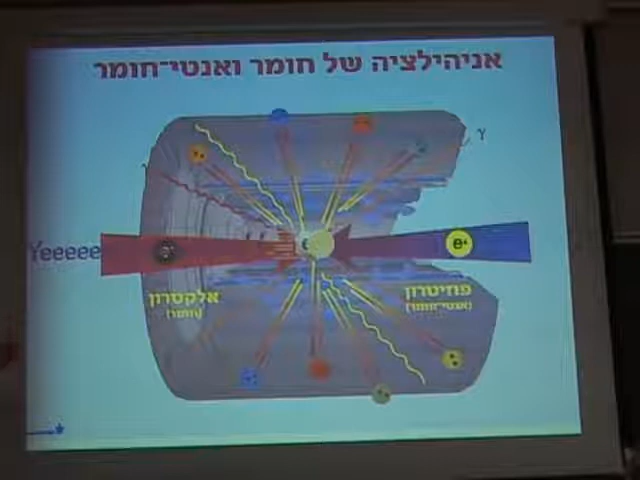 אניהילציה של חומר ואנטי־חומר
γ
Yeeeee
e⁺
אלקטרון
(חומר)
פוזיטרון
(אנטי־חומר)